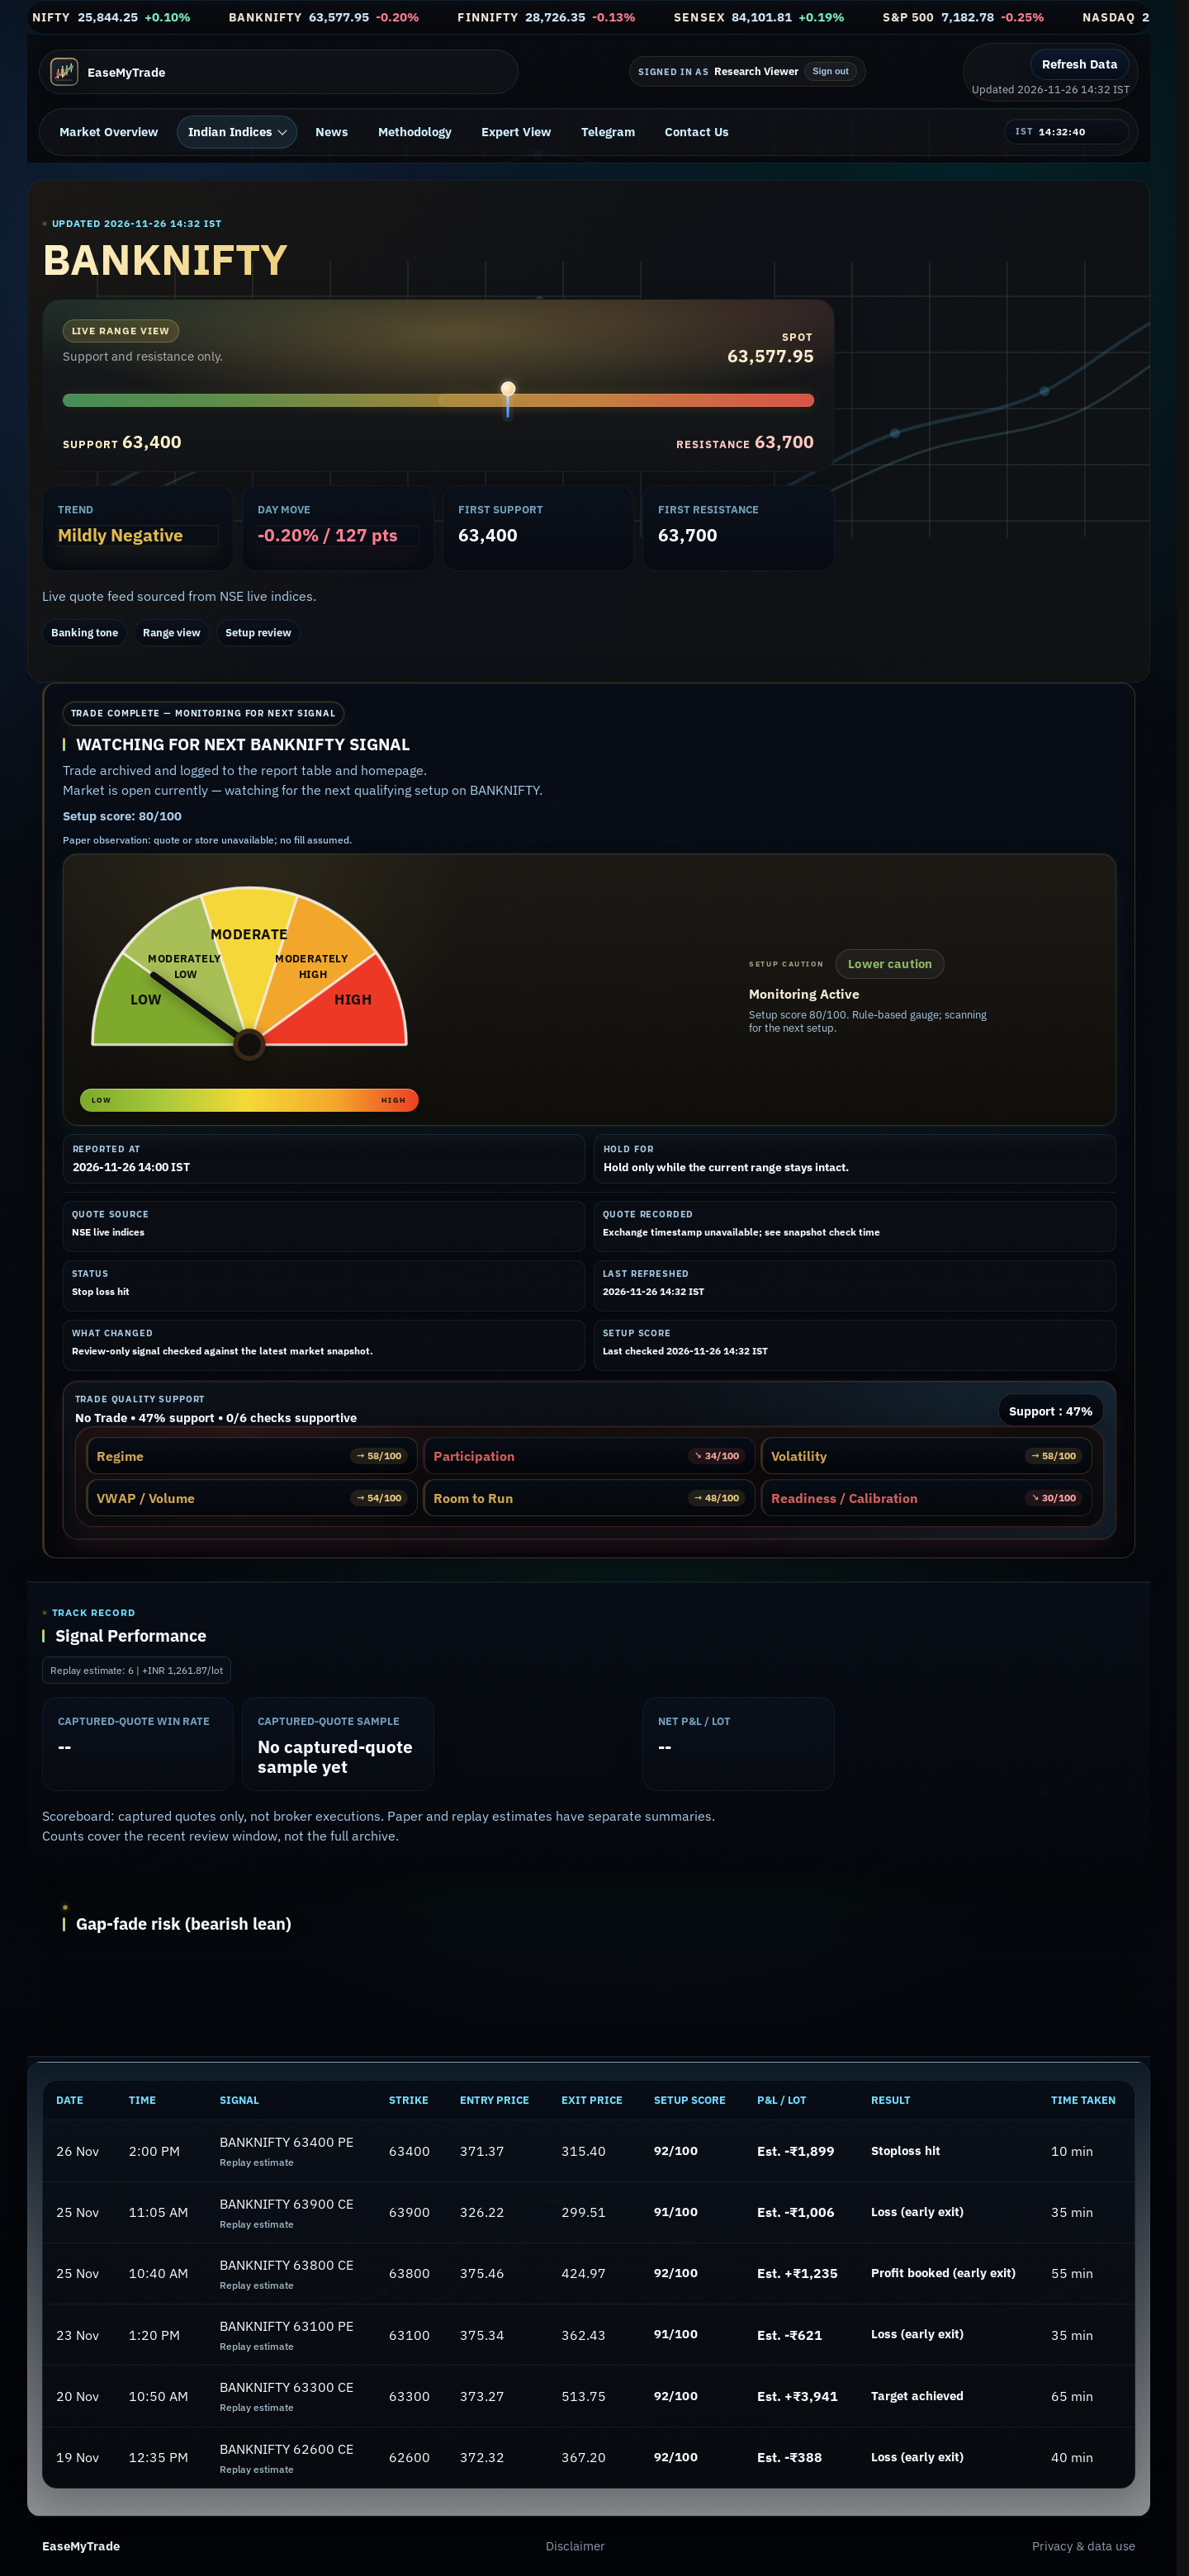 NIFTY 25,844.25 +0.10% BANKNIFTY 63,577.95 -0.20% FINNIFTY 28,726.35 -0.13% SENSEX 84,101.81 +0.19% S&P 500 7,182.78 -0.25% NASDAQ 2
EaseMyTrade
SIGNED IN AS Research Viewer Sign out
Refresh Data
Updated 2026-11-26 14:32 IST
Market Overview Indian Indices News Methodology Expert View Telegram Contact Us IST 14:32:40
UPDATED 2026-11-26 14:32 IST
BANKNIFTY
LIVE RANGE VIEW
Support and resistance only.
SPOT
63,577.95
SUPPORT 63,400 RESISTANCE 63,700
TREND
Mildly Negative
DAY MOVE
-0.20% / 127 pts
FIRST SUPPORT
63,400
FIRST RESISTANCE
63,700
Live quote feed sourced from NSE live indices.
Banking tone Range view Setup review
TRADE COMPLETE — MONITORING FOR NEXT SIGNAL
WATCHING FOR NEXT BANKNIFTY SIGNAL
Trade archived and logged to the report table and homepage.
Market is open currently — watching for the next qualifying setup on BANKNIFTY.
Setup score: 80/100
Paper observation: quote or store unavailable; no fill assumed.
MODERATE
MODERATELY LOW
MODERATELY HIGH
LOW
HIGH
LOW HIGH
SETUP CAUTION Lower caution
Monitoring Active
Setup score 80/100. Rule-based gauge; scanning
for the next setup.
REPORTED AT
2026-11-26 14:00 IST
HOLD FOR
Hold only while the current range stays intact.
QUOTE SOURCE
NSE live indices
QUOTE RECORDED
Exchange timestamp unavailable; see snapshot check time
STATUS
Stop loss hit
LAST REFRESHED
2026-11-26 14:32 IST
WHAT CHANGED
Review-only signal checked against the latest market snapshot.
SETUP SCORE
Last checked 2026-11-26 14:32 IST
TRADE QUALITY SUPPORT
No Trade • 47% support • 0/6 checks supportive
Support : 47%
Regime → 58/100
Participation ↘ 34/100
Volatility → 58/100
VWAP / Volume → 54/100
Room to Run → 48/100
Readiness / Calibration ↘ 30/100
TRACK RECORD
Signal Performance
Replay estimate: 6 | +INR 1,261.87/lot
CAPTURED-QUOTE WIN RATE
--
CAPTURED-QUOTE SAMPLE
No captured-quote
sample yet
NET P&L / LOT
--
Scoreboard: captured quotes only, not broker executions. Paper and replay estimates have separate summaries.
Counts cover the recent review window, not the full archive.
Gap-fade risk (bearish lean)
DATE TIME SIGNAL STRIKE ENTRY PRICE EXIT PRICE SETUP SCORE P&L / LOT RESULT TIME TAKEN
26 Nov 2:00 PM BANKNIFTY 63400 PE 63400 371.37 315.40 92/100 Est. -₹1,899 Stoploss hit 10 min
Replay estimate
25 Nov 11:05 AM BANKNIFTY 63900 CE 63900 326.22 299.51 91/100 Est. -₹1,006 Loss (early exit) 35 min
Replay estimate
25 Nov 10:40 AM BANKNIFTY 63800 CE 63800 375.46 424.97 92/100 Est. +₹1,235 Profit booked (early exit) 55 min
Replay estimate
23 Nov 1:20 PM BANKNIFTY 63100 PE 63100 375.34 362.43 91/100 Est. -₹621 Loss (early exit) 35 min
Replay estimate
20 Nov 10:50 AM BANKNIFTY 63300 CE 63300 373.27 513.75 92/100 Est. +₹3,941 Target achieved 65 min
Replay estimate
19 Nov 12:35 PM BANKNIFTY 62600 CE 62600 372.32 367.20 92/100 Est. -₹388 Loss (early exit) 40 min
Replay estimate
EaseMyTrade Disclaimer Privacy & data use